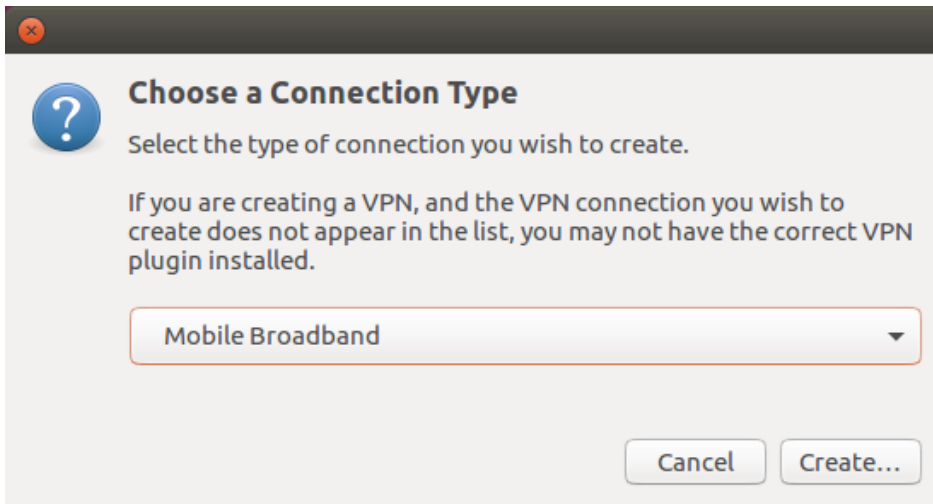 Choose a Connection Type
Select the type of connection you wish to create.
If you are creating a VPN, and the VPN connection you wish to
create does not appear in the list, you may not have the correct VPN
plugin installed.
Mobile Broadband
Cancel
Create...